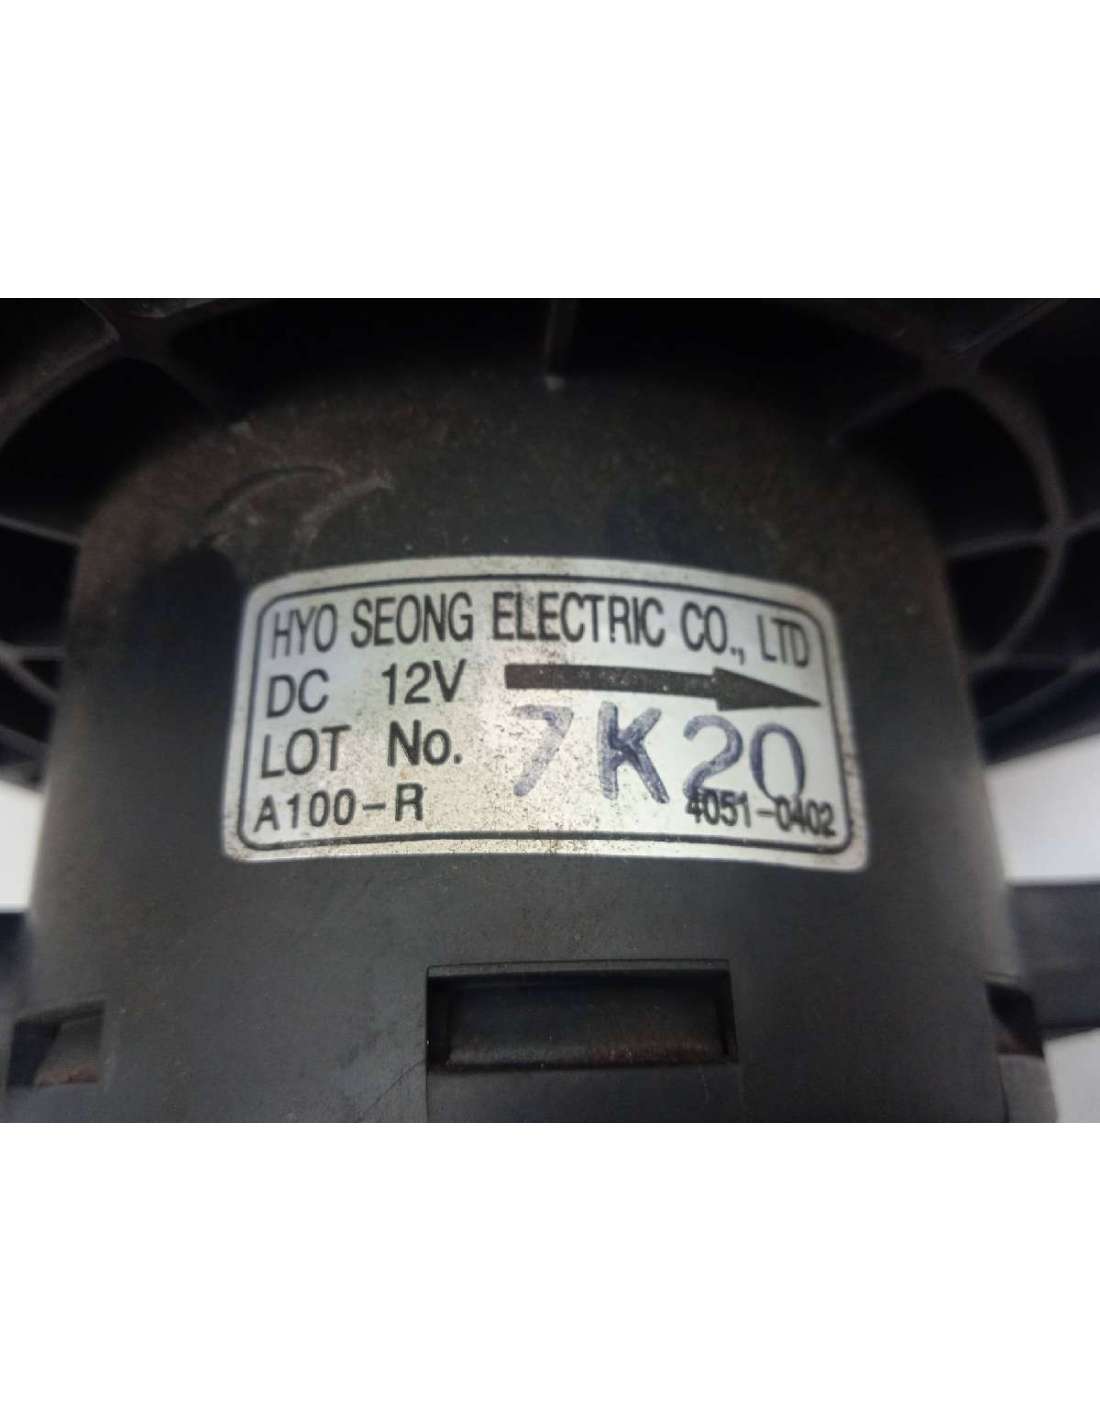 HYO SEONG ELECTRIC CO., LTD
DC 12V
LOT No. 7K20
A100-R 4051-0402